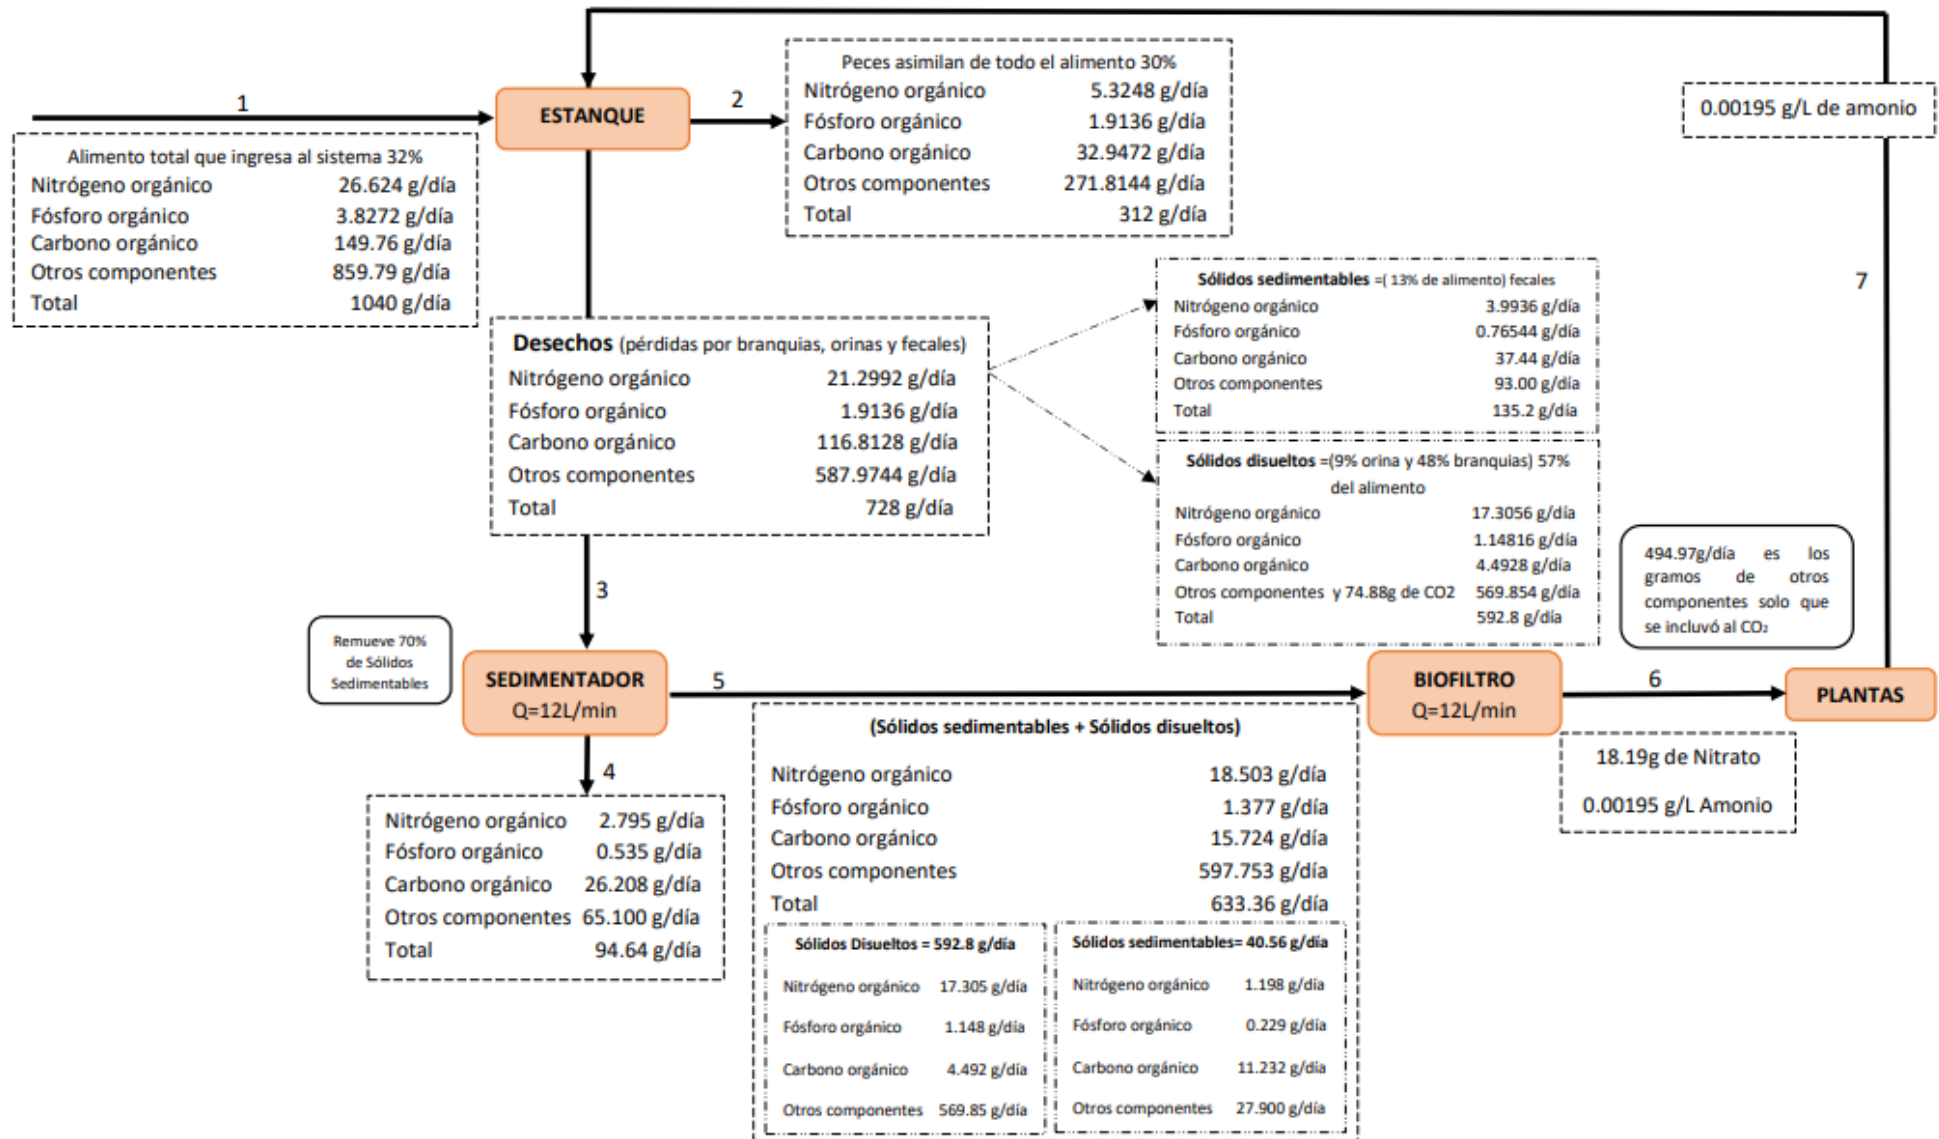 1
ESTANQUE
2
Alimento total que ingresa al sistema 32%
Nitrógeno orgánico 26.624 g/día
Fósforo orgánico 3.8272 g/día
Carbono orgánico 149.76 g/día
Otros componentes 859.79 g/día
Total 1040 g/día
Peces asimilan de todo el alimento 30%
Nitrógeno orgánico 5.3248 g/día
Fósforo orgánico 1.9136 g/día
Carbono orgánico 32.9472 g/día
Otros componentes 271.8144 g/día
Total 312 g/día
0.00195 g/L de amonio
7
Desechos (pérdidas por branquias, orinas y fecales)
Nitrógeno orgánico 21.2992 g/día
Fósforo orgánico 1.9136 g/día
Carbono orgánico 116.8128 g/día
Otros componentes 587.9744 g/día
Total 728 g/día
Sólidos sedimentables =( 13% de alimento) fecales
Nitrógeno orgánico 3.9936 g/día
Fósforo orgánico 0.76544 g/día
Carbono orgánico 37.44 g/día
Otros componentes 93.00 g/día
Total 135.2 g/día
Sólidos disueltos =(9% orina y 48% branquias) 57%
del alimento
Nitrógeno orgánico 17.3056 g/día
Fósforo orgánico 1.14816 g/día
Carbono orgánico 4.4928 g/día
Otros componentes y 74.88g de CO2 569.854 g/día
Total 592.8 g/día
494.97g/día es los
gramos de otros
componentes solo que
se incluvó al CO₂
3
Remueve 70%
de Sólidos
Sedimentables
SEDIMENTADOR
Q=12L/min
5
BIOFILTRO
Q=12L/min
6
PLANTAS
4
Nitrógeno orgánico 2.795 g/día
Fósforo orgánico 0.535 g/día
Carbono orgánico 26.208 g/día
Otros componentes 65.100 g/día
Total 94.64 g/día
(Sólidos sedimentables + Sólidos disueltos)
Nitrógeno orgánico 18.503 g/día
Fósforo orgánico 1.377 g/día
Carbono orgánico 15.724 g/día
Otros componentes 597.753 g/día
Total 633.36 g/día
Sólidos Disueltos = 592.8 g/día
Nitrógeno orgánico 17.305 g/día
Fósforo orgánico 1.148 g/día
Carbono orgánico 4.492 g/día
Otros componentes 569.85 g/día
Sólidos sedimentables= 40.56 g/día
Nitrógeno orgánico 1.198 g/día
Fósforo orgánico 0.229 g/día
Carbono orgánico 11.232 g/día
Otros componentes 27.900 g/día
18.19g de Nitrato
0.00195 g/L Amonio